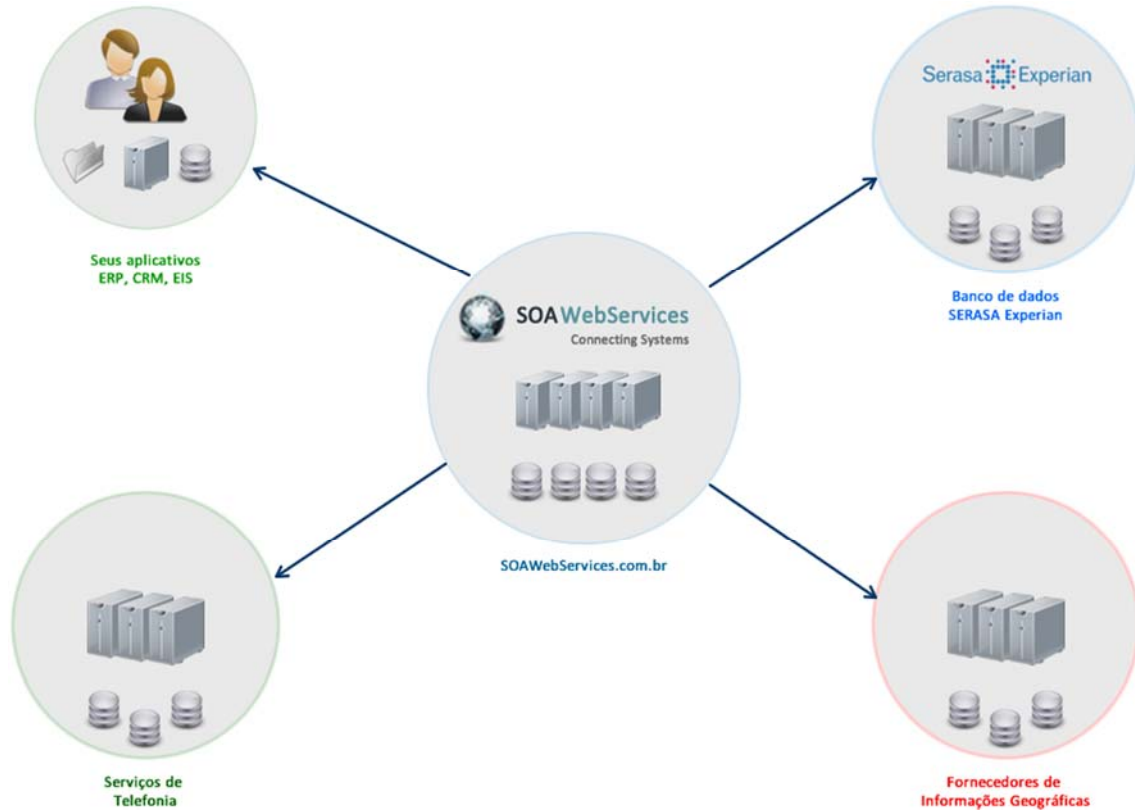 Serasa Experian
Seus aplicativos
ERP, CRM, EIS
Banco de dados
SERASA Experian
SOAWebServices
Connecting Systems
SOAWebServices.com.br
Serviços de
Telefonia
Fornecedores de
Informações Geográficas